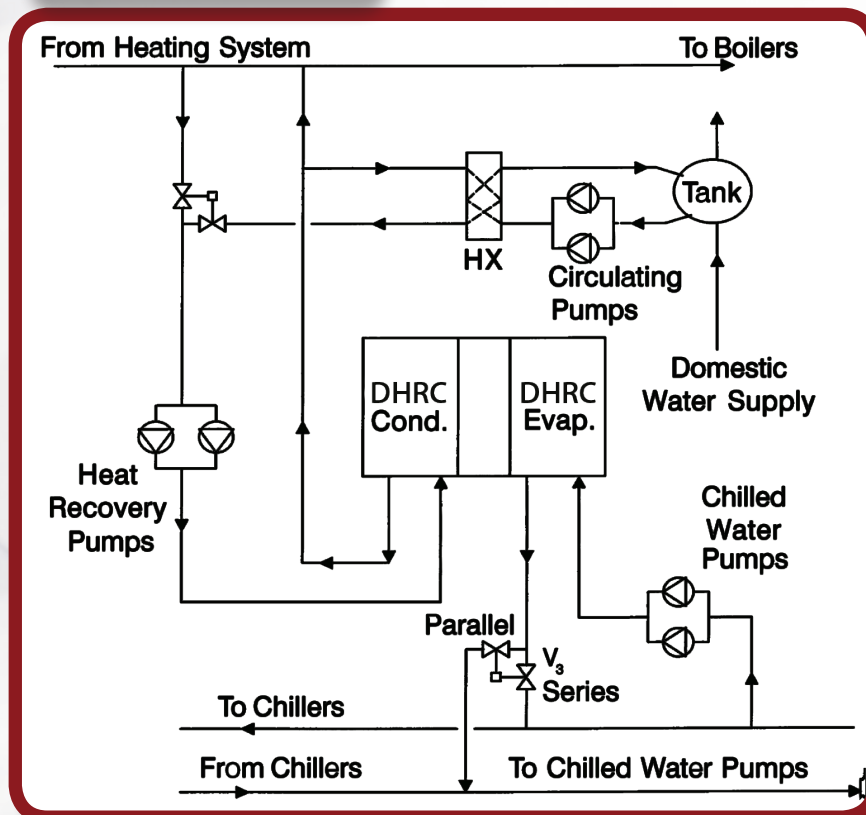 From Heating System
To Boilers
Tank
HX
Circulating
Pumps
Domestic
Water Supply
DHRC
Cond.
DHRC
Evap.
Heat
Recovery
Pumps
Chilled
Water
Pumps
Parallel
V₃
Series
To Chillers
From Chillers
To Chilled Water Pumps